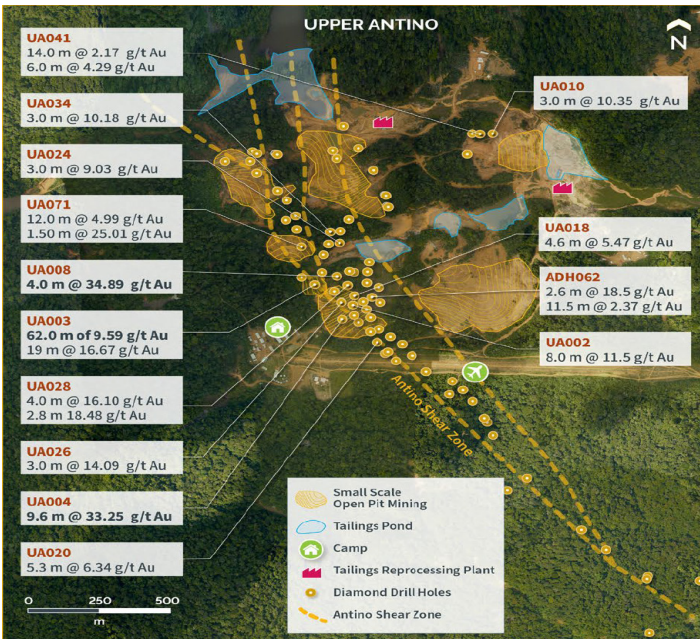 UPPER ANTINO
N
UA041
14.0 m @ 2.17 g/t Au
6.0 m @ 4.29 g/t Au
UA034
3.0 m @ 10.18 g/t Au
UA024
3.0 m @ 9.03 g/t Au
UA071
12.0 m @ 4.99 g/t Au
1.50 m @ 25.01 g/t Au
UA008
4.0 m @ 34.89 g/t Au
UA003
62.0 m of 9.59 g/t Au
19 m @ 16.67 g/t Au
UA028
4.0 m @ 16.10 g/t Au
2.8 m 18.48 g/t Au
UA026
3.0 m @ 14.09 g/t Au
UA004
9.6 m @ 33.25 g/t Au
UA020
5.3 m @ 6.34 g/t Au
UA010
3.0 m @ 10.35 g/t Au
UA018
4.6 m @ 5.47 g/t Au
ADH062
2.6 m @ 18.5 g/t Au
11.5 m @ 2.37 g/t Au
UA002
8.0 m @ 11.5 g/t Au
Antino Shear Zone
Small Scale
Open Pit Mining
Tailings Pond
Camp
Tailings Reprocessing Plant
Diamond Drill Holes
Antino Shear Zone
0 250 500
m